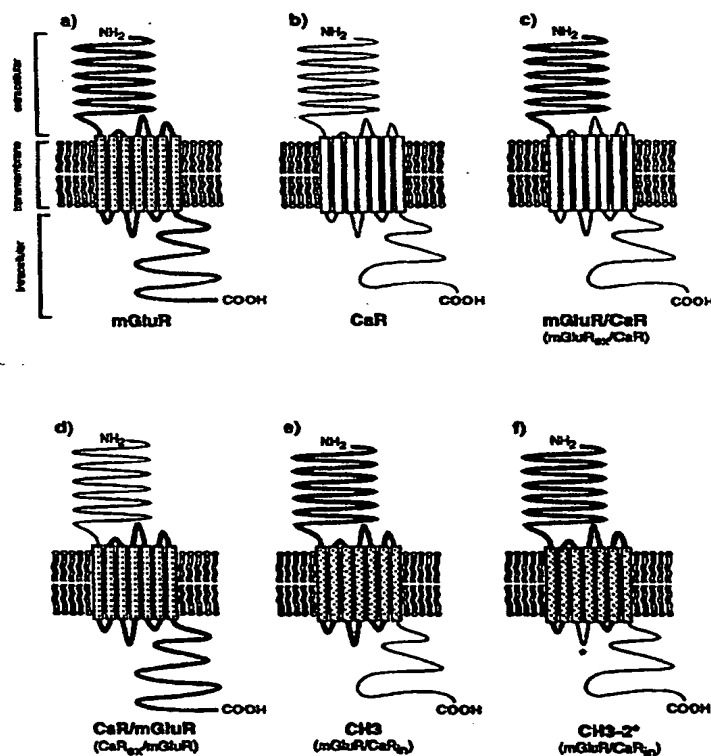 a)
b)
c)
NH2
NH2
NH2
extracellular
transmembrane
intracellular
COOH
COOH
COOH
mGluR
CaR
mGluR/CaR
(mGluRex/CaR)
d)
e)
f)
NH2
NH2
NH2
*
COOH
COOH
COOH
CaR/mGluR
(CaRex/mGluR)
CH3
(mGluR/CaRin)
CH3-2*
(mGluR/CaRin)